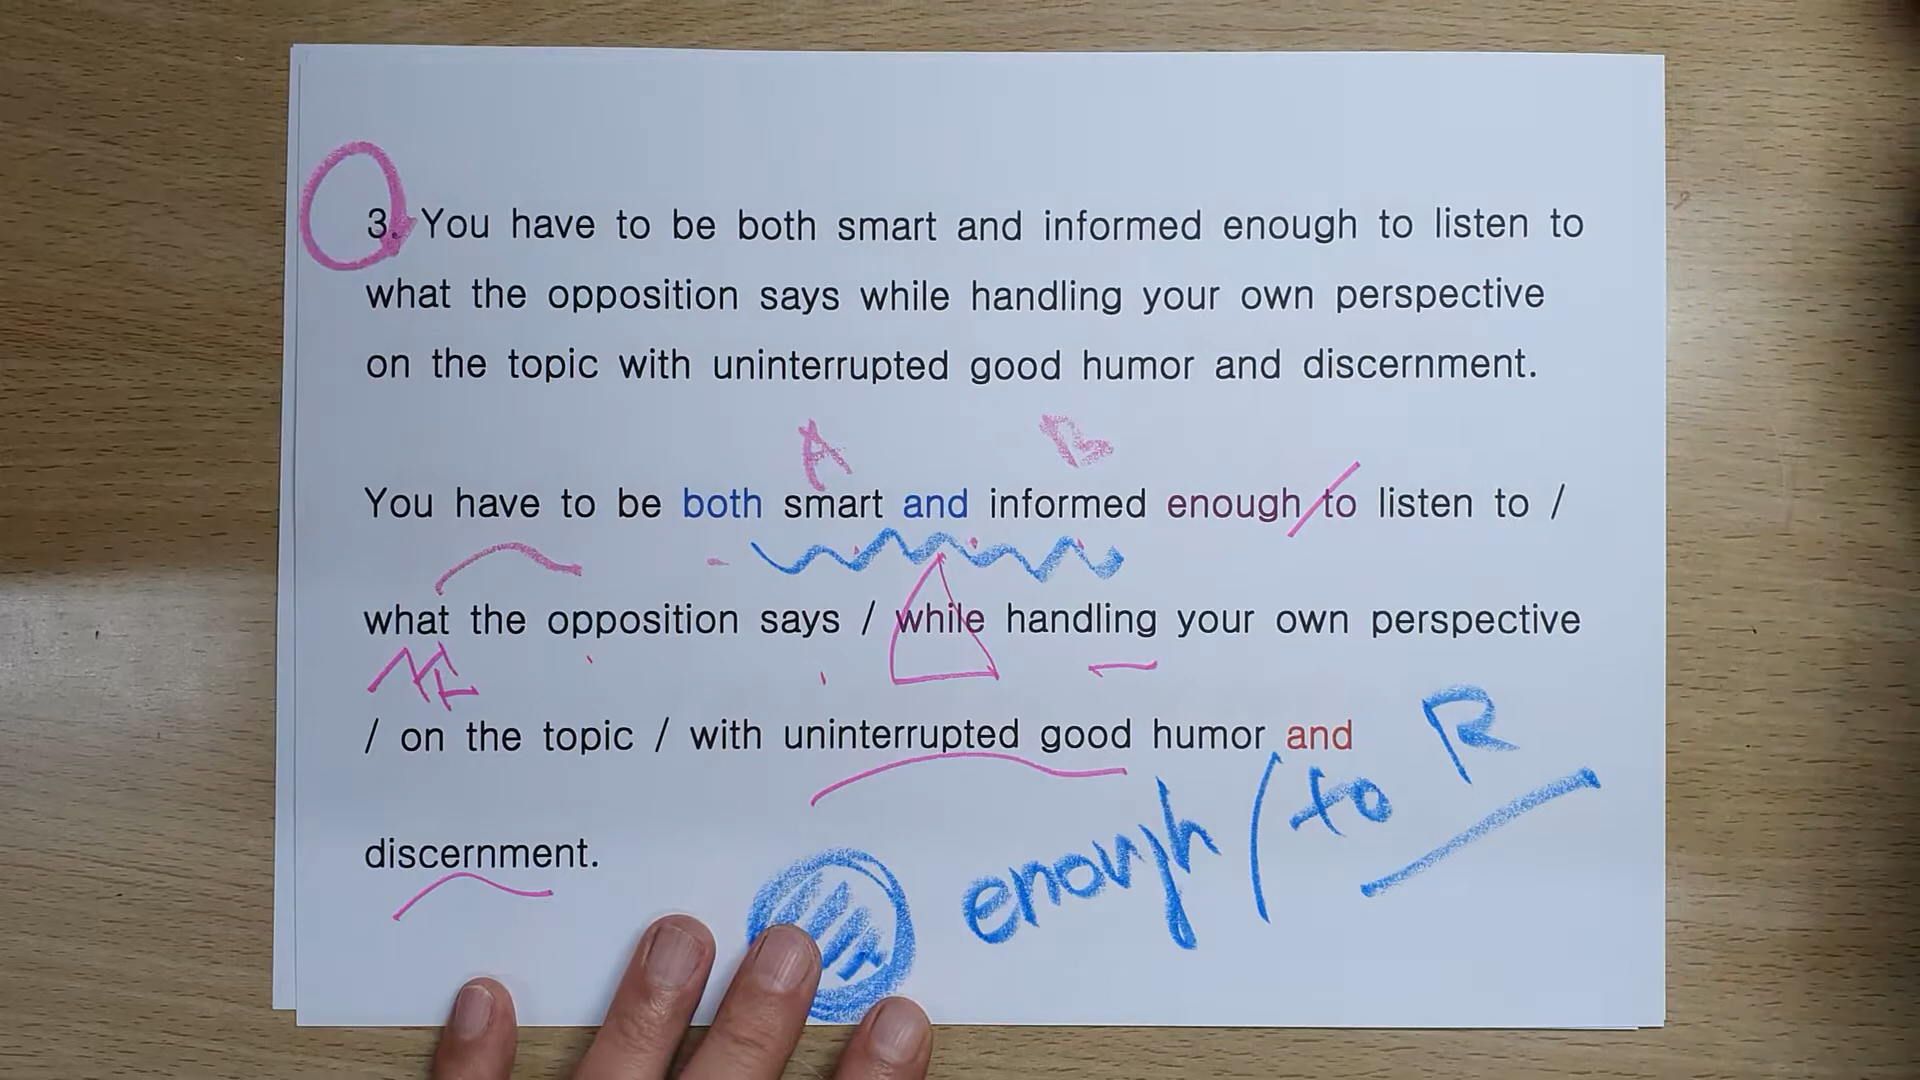 3. You have to be both smart and informed enough to listen to
what the opposition says while handling your own perspective
on the topic with uninterrupted good humor and discernment.
A B
You have to be both smart and informed enough/to listen to /
what the opposition says / while handling your own perspective
/ on the topic / with uninterrupted good humor and
discernment.
enough / to R